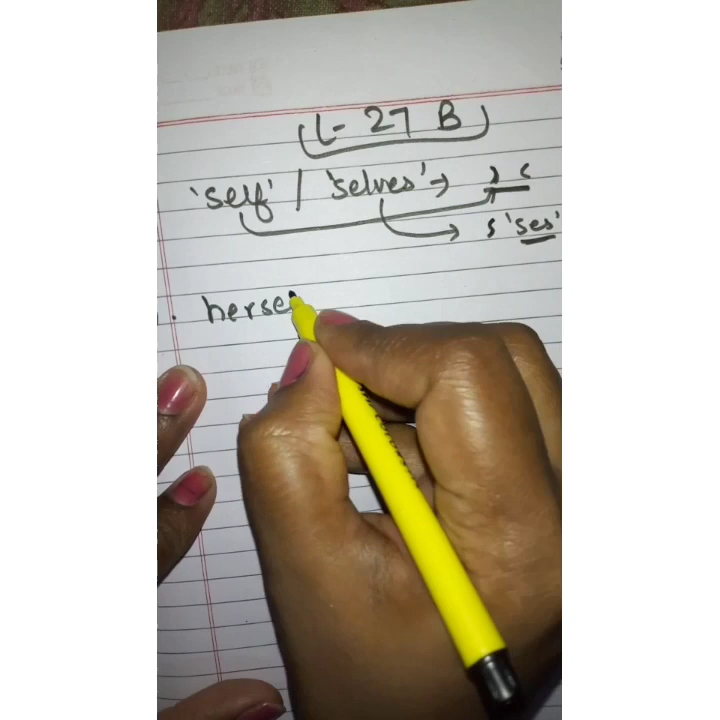 L- 27 B
'self' / 'selves' →
'ses'
. herse